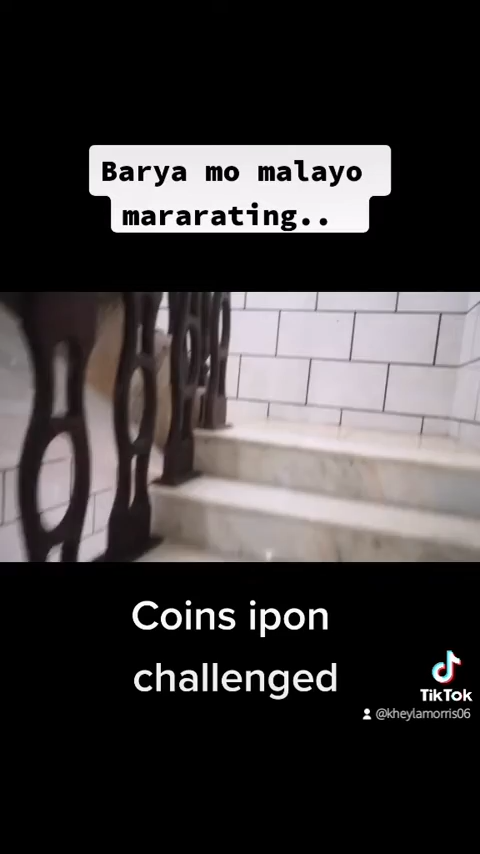 Barya mo malayo
mararating..
Coins ipon
challenged
TikTok
@kheylamorris06